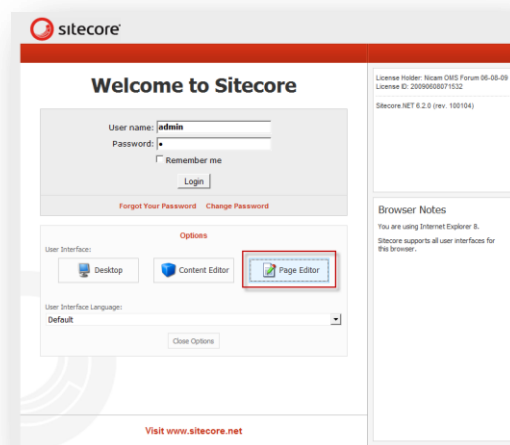 sitecore
Welcome to Sitecore
User name: admin
Password:
Remember me
Login
Forgot Your Password Change Password
Options
User Interface:
Desktop Content Editor Page Editor
User Interface Language:
Default
Close Options
Visit www.sitecore.net
License Holder: Nicam OMS Forum 06-08-09
License ID: 20090608071532
Sitecore.NET 6.2.0 (rev. 100104)
Browser Notes
You are using Internet Explorer 8.
Sitecore supports all user interfaces for
this browser.